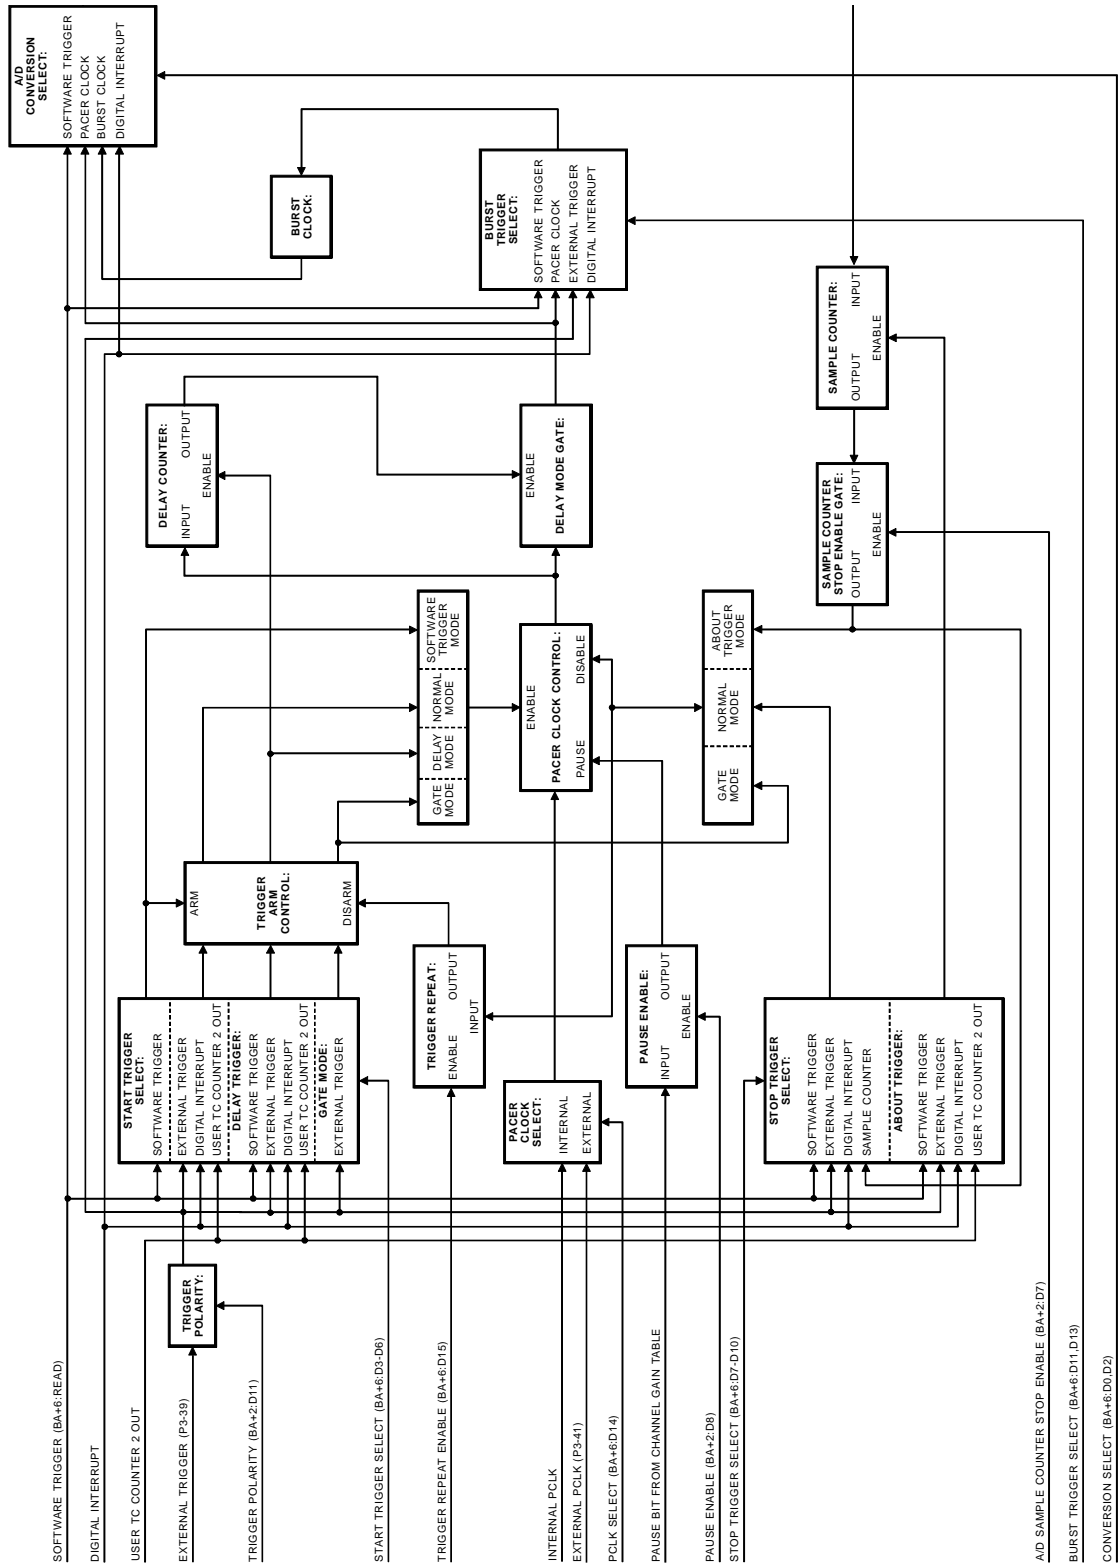 SOFTWARE TRIGGER (BA+6:READ)
DIGITAL INTERRUPT
USER TC COUNTER 2 OUT
EXTERNAL TRIGGER (P3-39)
TRIGGER POLARITY (BA+2:D11)
START TRIGGER SELECT (BA+6:D3-D6)
TRIGGER REPEAT ENABLE (BA+6:D15)
INTERNAL PCLK
EXTERNAL PCLK (P3-41)
PCLK SELECT (BA+6:D14)
PAUSE BIT FROM CHANNEL GAIN TABLE
PAUSE ENABLE (BA+2:D8)
STOP TRIGGER SELECT (BA+6:D7-D10)
A/D SAMPLE COUNTER STOP ENABLE (BA+2:D7)
BURST TRIGGER SELECT (BA+6:D11,D13)
CONVERSION SELECT (BA+6:D0,D2)
TRIGGER
POLARITY:
START TRIGGER
SELECT:
SOFTWARE TRIGGER
EXTERNAL TRIGGER
DIGITAL INTERRUPT
USER TC COUNTER 2 OUT
DELAY TRIGGER:
SOFTWARE TRIGGER
EXTERNAL TRIGGER
DIGITAL INTERRUPT
USER TC COUNTER 2 OUT
GATE MODE:
EXTERNAL TRIGGER
TRIGGER REPEAT:
ENABLE OUTPUT
INPUT
PACER
CLOCK
SELECT:
INTERNAL
EXTERNAL
PAUSE ENABLE:
INPUT OUTPUT
ENABLE
STOP TRIGGER
SELECT:
SOFTWARE TRIGGER
EXTERNAL TRIGGER
DIGITAL INTERRUPT
SAMPLE COUNTER
ABOUT TRIGGER:
SOFTWARE TRIGGER
EXTERNAL TRIGGER
DIGITAL INTERRUPT
USER TC COUNTER 2 OUT
ARM
TRIGGER
ARM
CONTROL:
DISARM
GATE
MODE
DELAY
MODE
NORMAL
MODE
SOFTWARE
TRIGGER
MODE
ENABLE
PACER CLOCK CONTROL:
PAUSE DISABLE
GATE
MODE
NORMAL
MODE
ABOUT
TRIGGER
MODE
DELAY COUNTER:
INPUT OUTPUT
ENABLE
ENABLE
DELAY MODE GATE:
SAMPLE COUNTER
STOP ENABLE GATE:
OUTPUT INPUT
ENABLE
SAMPLE COUNTER:
OUTPUT INPUT
ENABLE
BURST
CLOCK:
BURST
TRIGGER
SELECT:
SOFTWARE TRIGGER
PACER CLOCK
EXTERNAL TRIGGER
DIGITAL INTERRUPT
A/D
CONVERSION
SELECT:
SOFTWARE TRIGGER
PACER CLOCK
BURST CLOCK
DIGITAL INTERRUPT